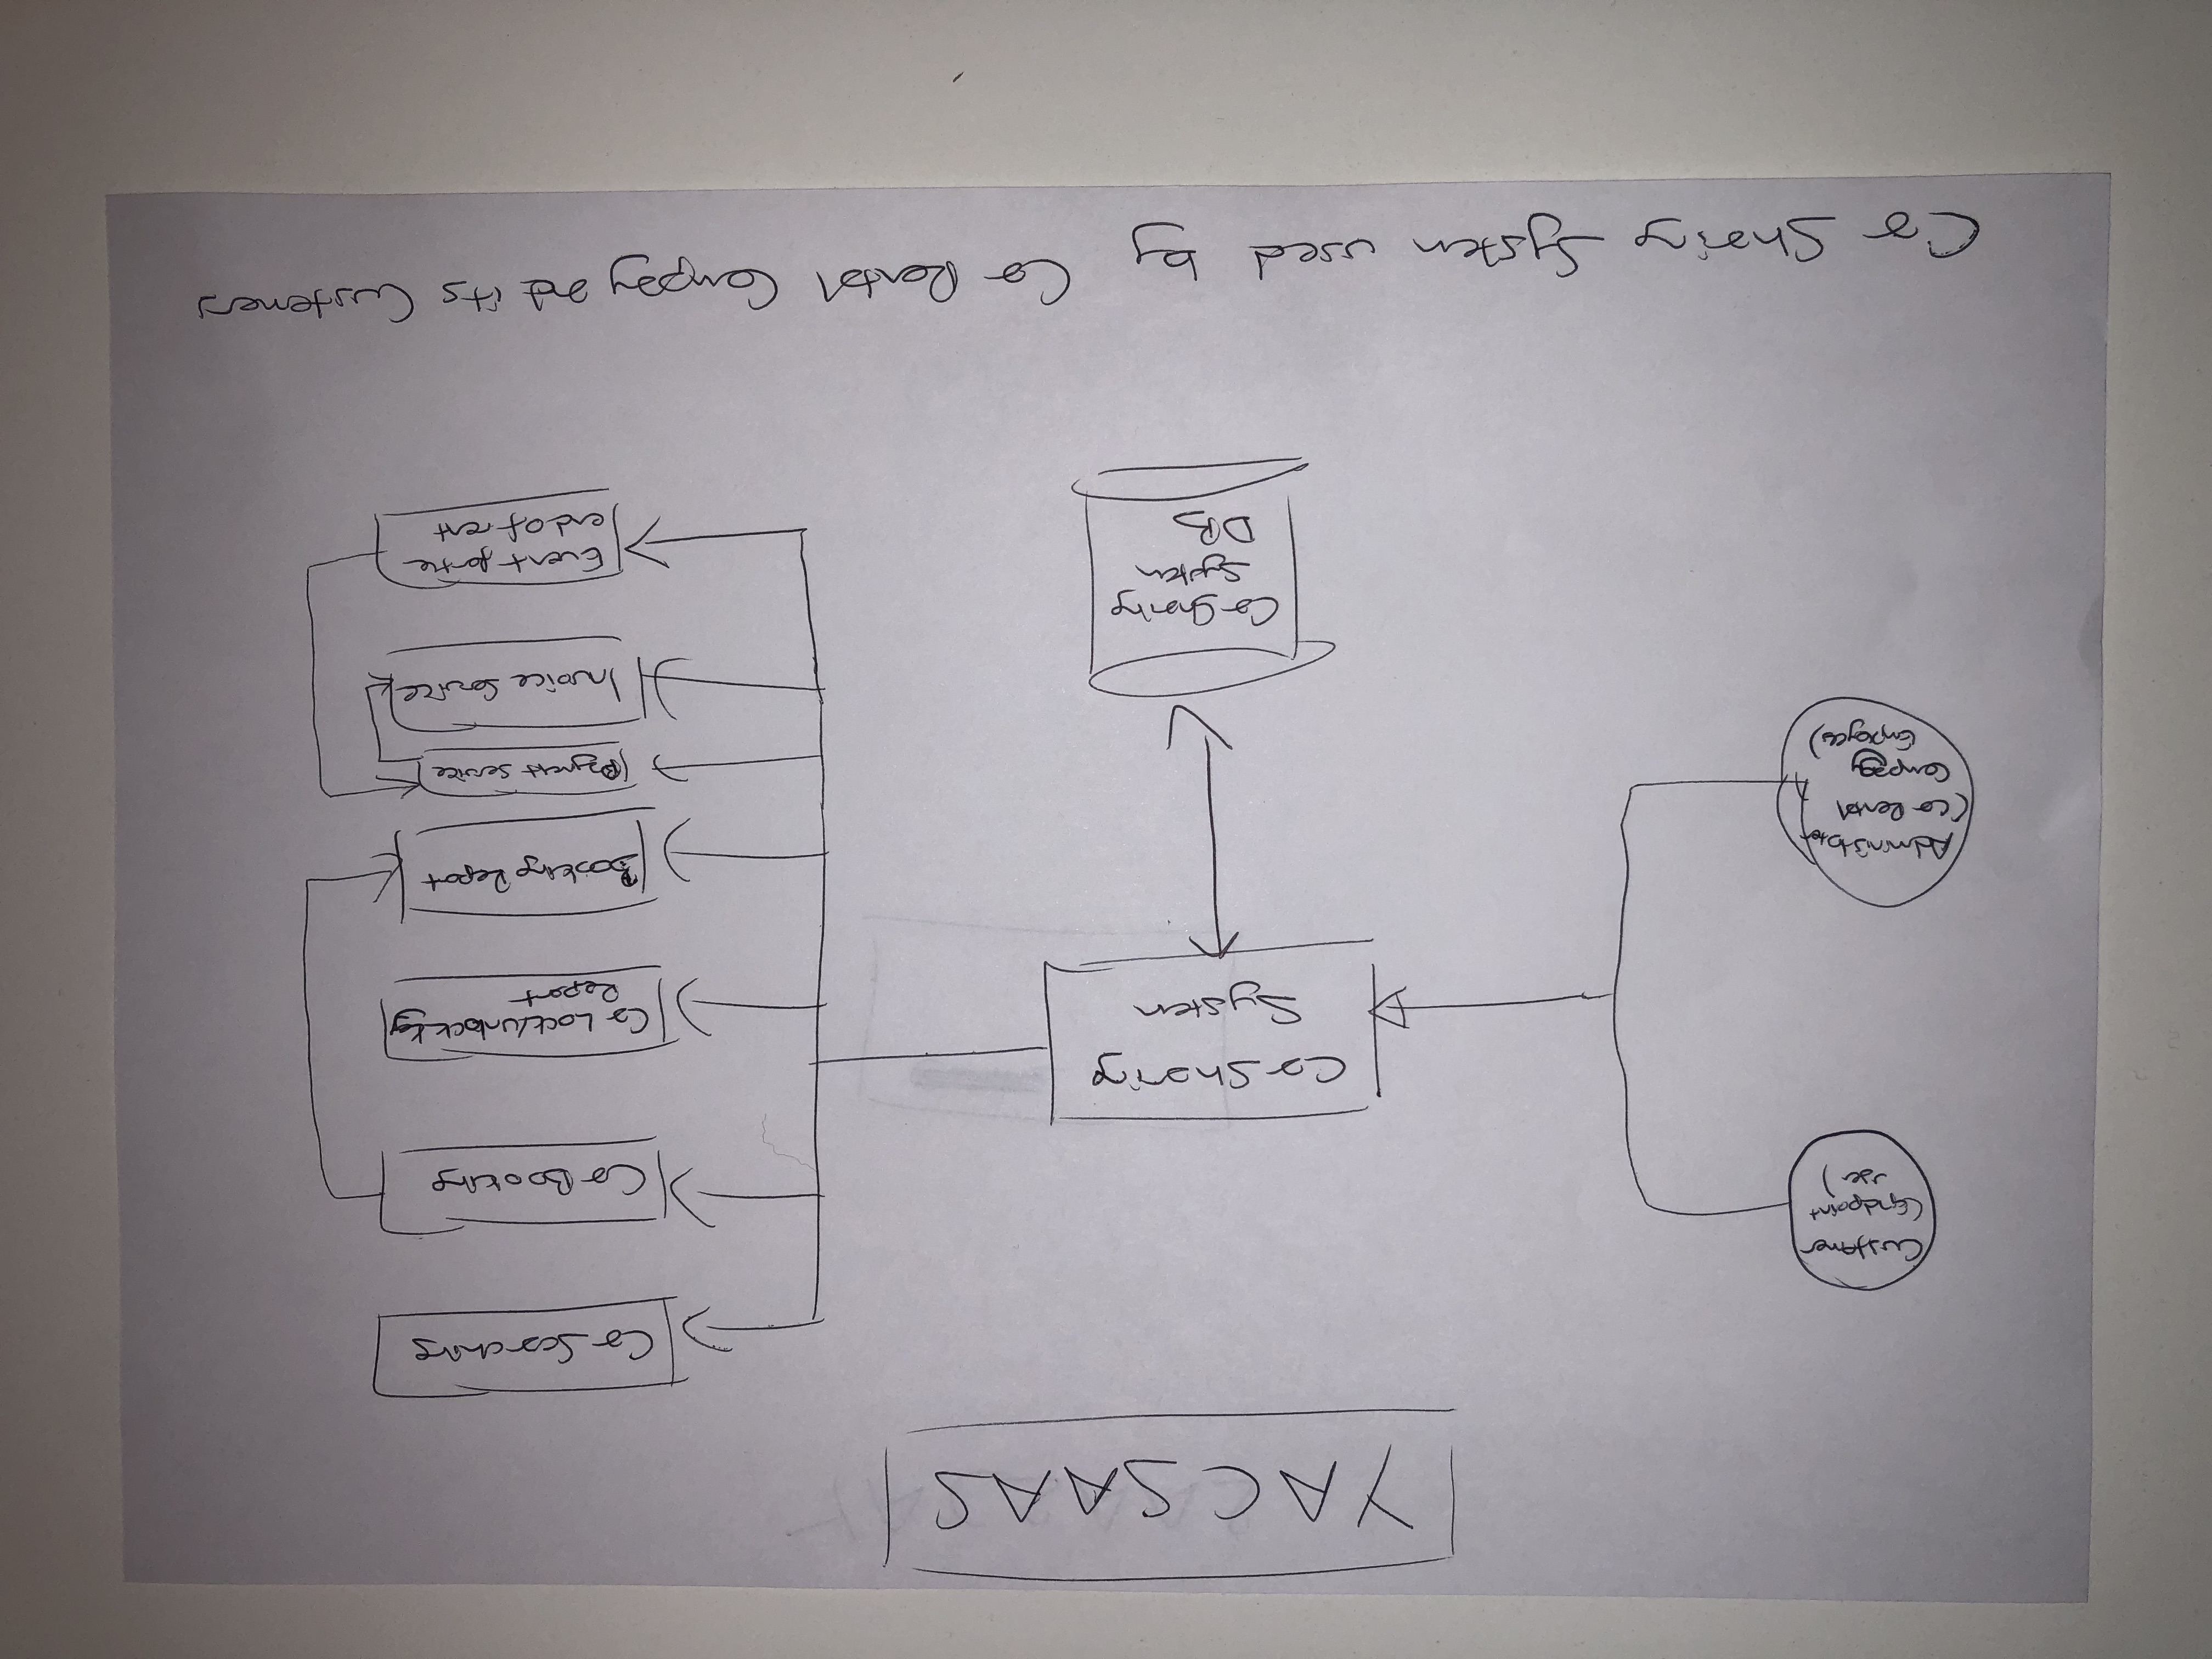 YACSAAS
Customer
(Endpoint
user)
Administrator
(Car Rental
Company
Employees)
Car Sharing
System
Car Sharing
System
DB
Car Searching
Car Booking
Car Lock/Unlock Key
Report
Booking Report
Payment Service
Invoice Service
Event for the
end of rent
Car Sharing System used by Car Rental Company and its Customers